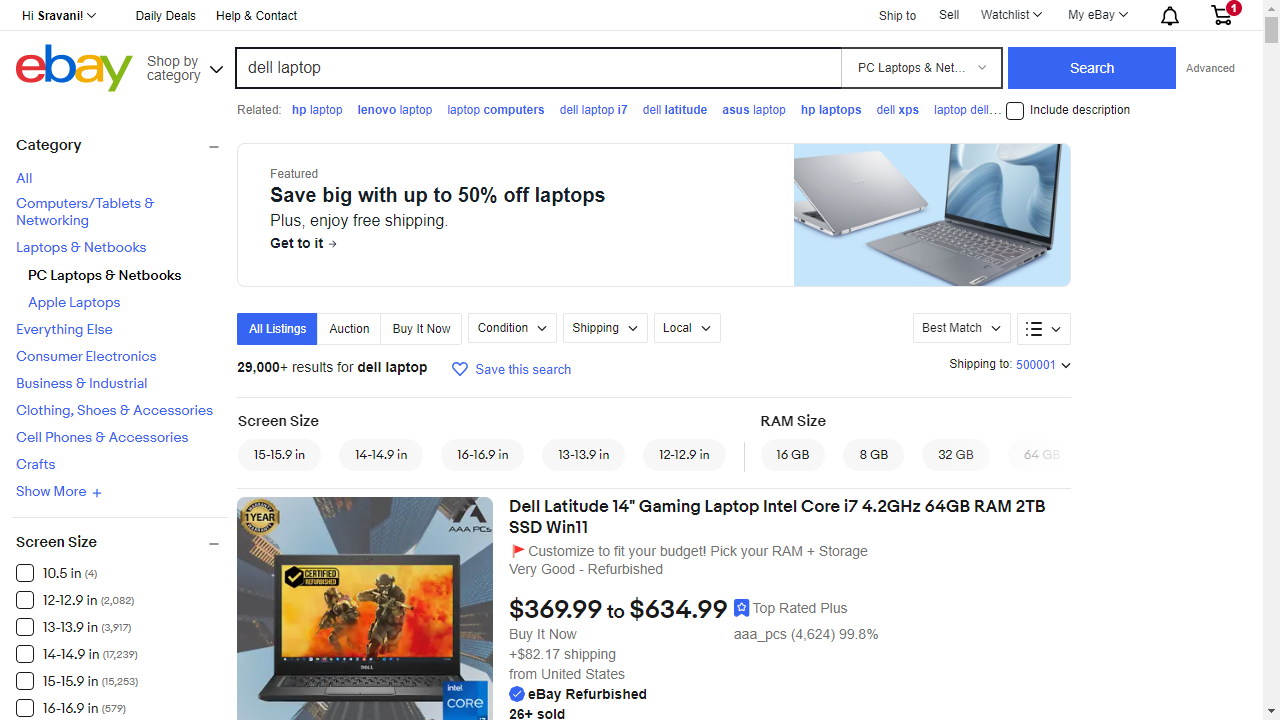 Hi Sravani!
Daily Deals
Help & Contact
Ship to
Sell
Watchlist
My eBay
1
ebay
Shop by
category
dell laptop
PC Laptops & Net...
Search
Advanced
Related:
hp laptop
lenovo laptop
laptop computers
dell laptop i7
dell latitude
asus laptop
hp laptops
dell xps
laptop dell...
Include description
Category
All
Computers/Tablets &
Networking
Laptops & Netbooks
PC Laptops & Netbooks
Apple Laptops
Everything Else
Consumer Electronics
Business & Industrial
Clothing, Shoes & Accessories
Cell Phones & Accessories
Crafts
Show More
Screen Size
10.5 in (4)
12-12.9 in (2,082)
13-13.9 in (3,917)
14-14.9 in (17,239)
15-15.9 in (15,253)
16-16.9 in (579)
Featured
Save big with up to 50% off laptops
Plus, enjoy free shipping.
Get to it →
All Listings
Auction
Buy It Now
Condition
Shipping
Local
Best Match
29,000+ results for dell laptop
Save this search
Shipping to: 500001
Screen Size
15-15.9 in
14-14.9 in
16-16.9 in
13-13.9 in
12-12.9 in
RAM Size
16 GB
8 GB
32 GB
64 GB
1YEAR
AAA PCs
CERTIFIED
REFURBISHED
DELL
intel
CORE
i7
Dell Latitude 14" Gaming Laptop Intel Core i7 4.2GHz 64GB RAM 2TB
SSD Win11
🚩Customize to fit your budget! Pick your RAM + Storage
Very Good - Refurbished
$369.99 to $634.99
Buy It Now
+$82.17 shipping
from United States
eBay Refurbished
26+ sold
Top Rated Plus
aaa_pcs (4,624) 99.8%